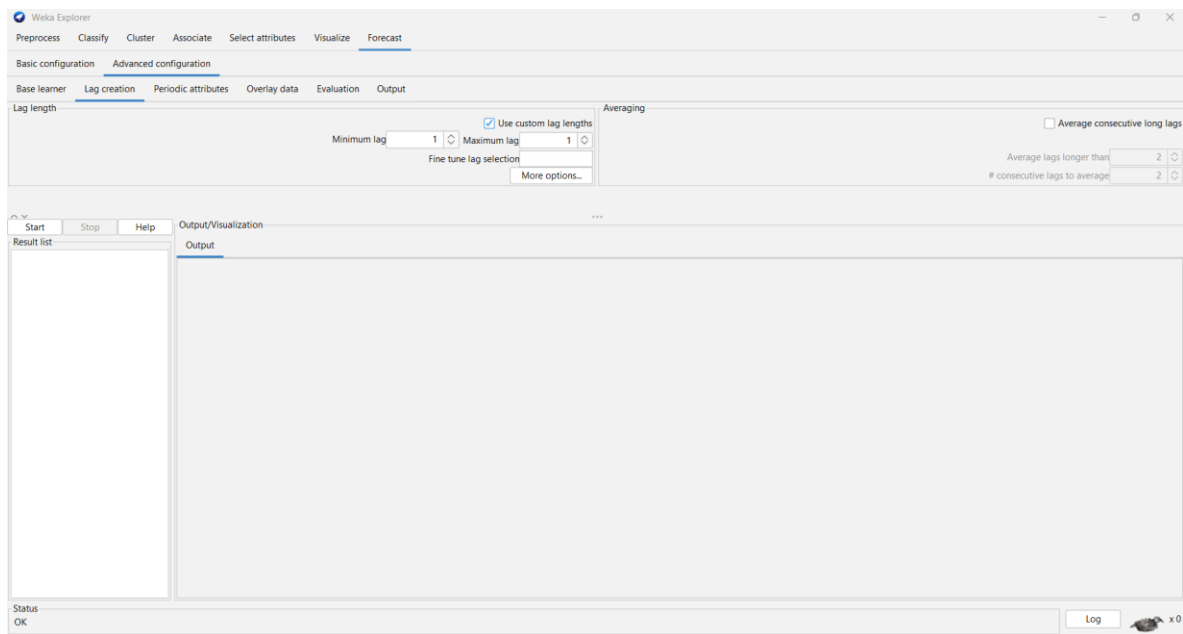 Weka Explorer
Preprocess Classify Cluster Associate Select attributes Visualize Forecast
Basic configuration Advanced configuration
Base learner Lag creation Periodic attributes Overlay data Evaluation Output
Lag length
Use custom lag lengths
Minimum lag 1 Maximum lag 1
Fine tune lag selection
More options...
Averaging
Average consecutive long lags
Average lags longer than 2
# consecutive lags to average 2
Start Stop Help
Result list
Output/Visualization
Output
Status
OK
Log x 0